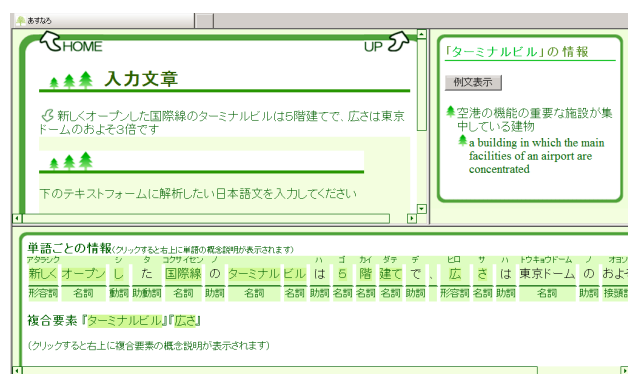 あすなろ
HOME
UP
入力文章
新しくオープンした国際線のターミナルビルは5階建てで、広さは東京
ドームのおよそ3倍です
下のテキストフォームに解析したい日本語文を入力してください
「ターミナルビル」の情報
例文表示
空港の機能の重要な施設が集
中している建物
a building in which the main
facilities of an airport are
concentrated
単語ごとの情報(クリックすると右上に単語の概念説明が表示されます)
アタラシク シ タ コクサイセン ノ ハ ゴ カイ ダテ デ ヒロ サ ハ トウキョウドーム ノ オヨソ
新しく オープン し た 国際線 の ターミナル ビル は 5 階 建て で 、 広 さ は 東京ドーム の およそ
形容詞 名詞 動詞 助動詞 名詞 助詞 名詞 名詞 助詞 名詞 名詞 名詞 助詞 形容詞 名詞 助詞 名詞 助詞 接頭詞
複合要素『ターミナルビル』『広さ』
(クリックすると右上に複合要素の概念説明が表示されます)